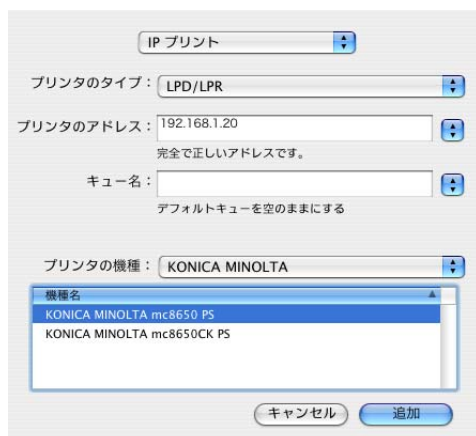 IP プリント
プリンタのタイプ： LPD/LPR
プリンタのアドレス： 192.168.1.20
完全で正しいアドレスです。
キュー名：
デフォルトキューを空のままにする
プリンタの機種： KONICA MINOLTA
機種名
KONICA MINOLTA mc8650 PS
KONICA MINOLTA mc8650CK PS
キャンセル 追加